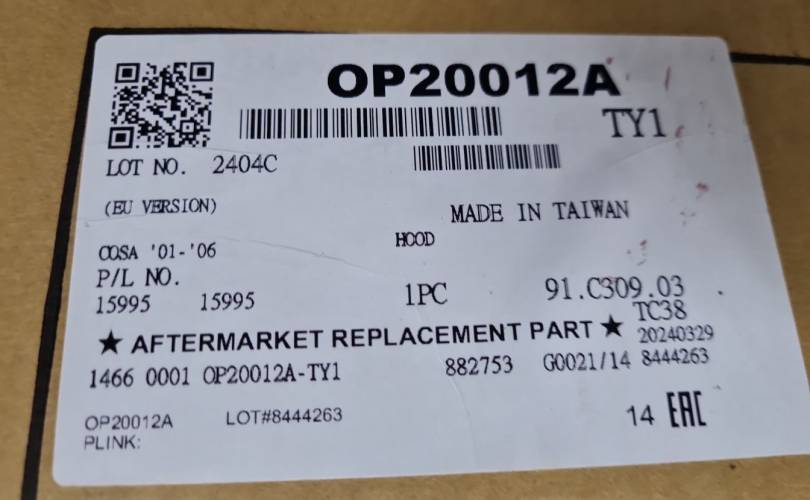 OP20012A
TY1
LOT NO. 2404C
(EU VERSION)
MADE IN TAIWAN
HOOD
COSA '01-'06
P/L NO.
15995 15995 1PC 91.C309.03
TC38
★ AFTERMARKET REPLACEMENT PART ★ 20240329
1466 0001 OP20012A-TY1 882753 G0021/14 8444263
OP20012A LOT#8444263 14 EAC
PLINK: